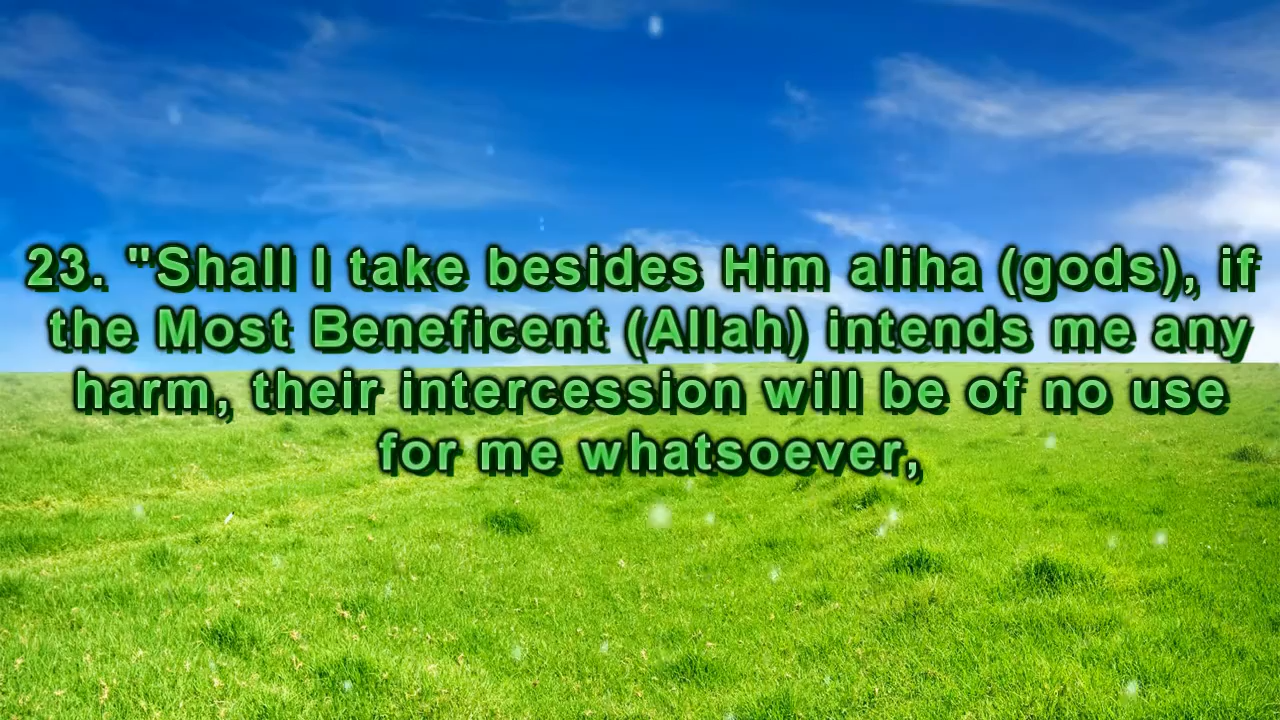 23. "Shall I take besides Him aliha (gods), if
the Most Beneficent (Allah) intends me any
harm, their intercession will be of no use
for me whatsoever,